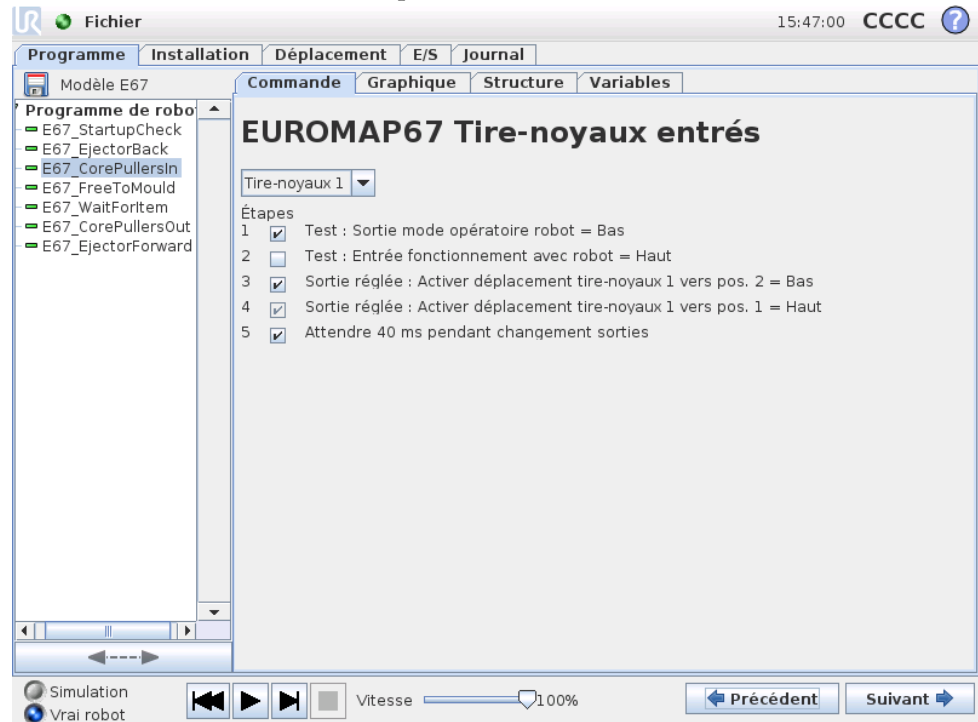 Fichier
15:47:00 CCCC ?
Programme Installation Déplacement E/S Journal
Modèle E67
Commande Graphique Structure Variables
Programme de robo
E67_StartupCheck
E67_EjectorBack
E67_CorePullersIn
E67_FreeToMould
E67_WaitForItem
E67_CorePullersOut
E67_EjectorForward
EUROMAP67 Tire-noyaux entrés
Tire-noyaux 1
Étapes
1 Test : Sortie mode opératoire robot = Bas
2 Test : Entrée fonctionnement avec robot = Haut
3 Sortie réglée : Activer déplacement tire-noyaux 1 vers pos. 2 = Bas
4 Sortie réglée : Activer déplacement tire-noyaux 1 vers pos. 1 = Haut
5 Attendre 40 ms pendant changement sorties
Simulation
Vrai robot
Vitesse 100%
Précédent Suivant